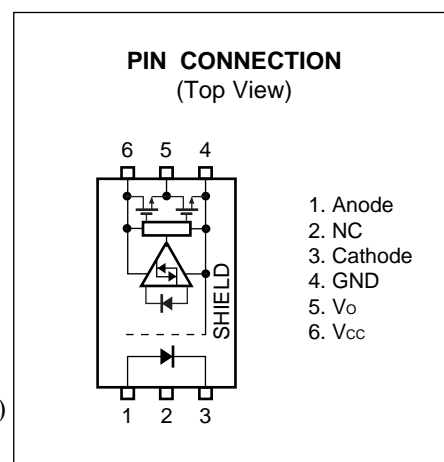 PIN CONNECTION
(Top View)
6 5 4
SHIELD
1 2 3
1. Anode
2. NC
3. Cathode
4. GND
5. Vo
6. Vcc
)